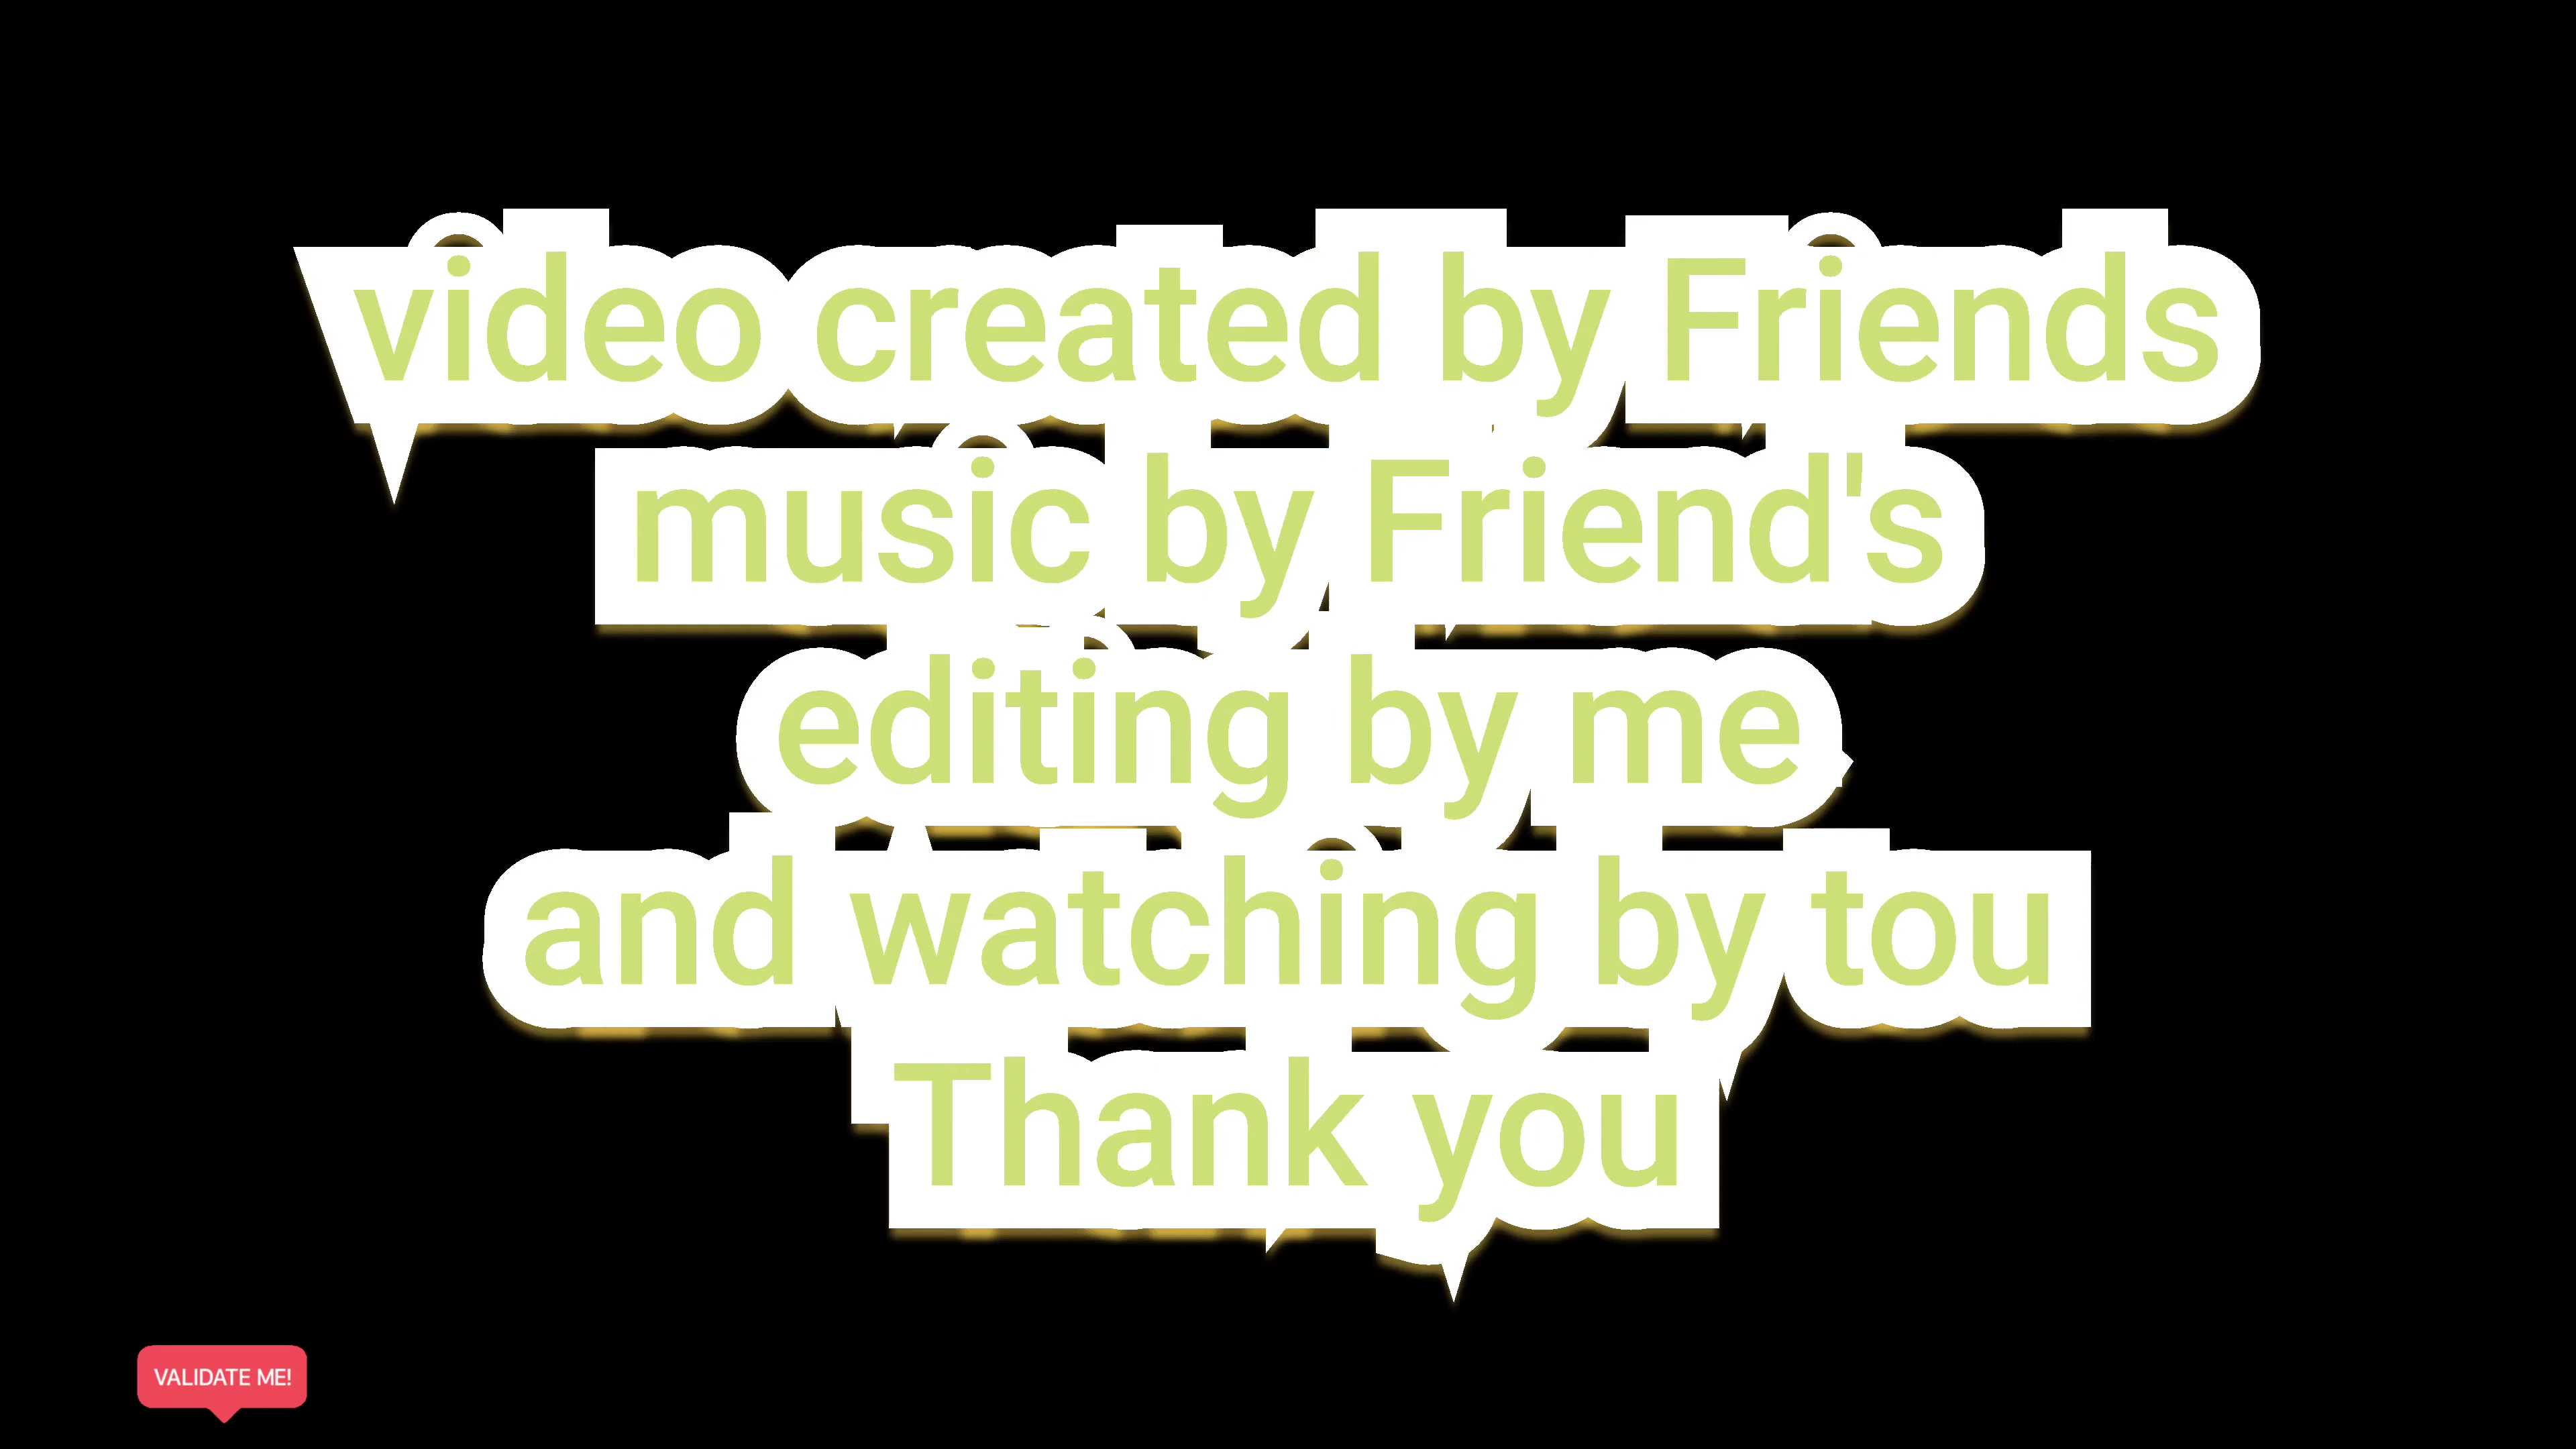 video created by Friends
music by Friend's
editing by me
and watching by tou
Thank you
VALIDATE ME!